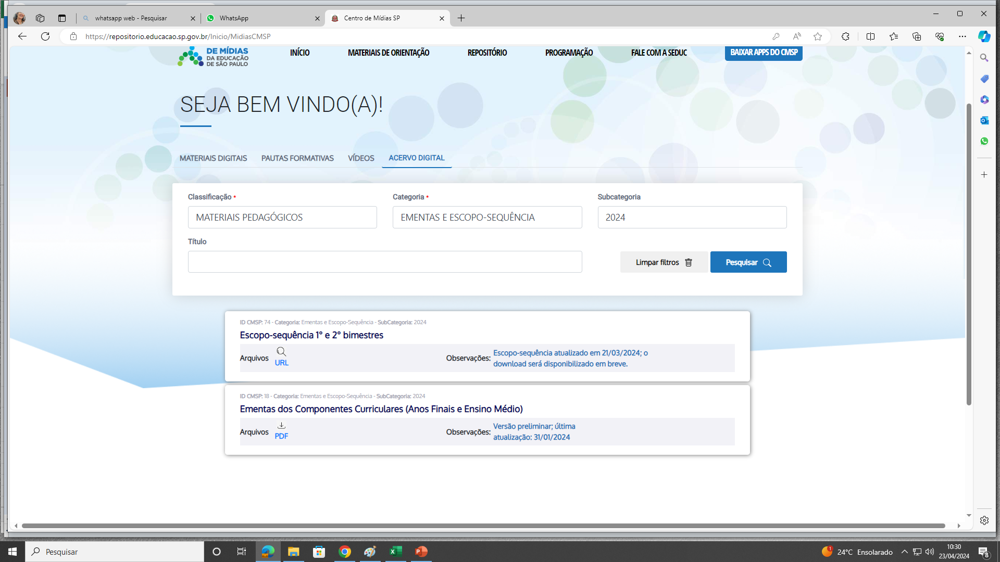 whatsapp web - Pesquisar
WhatsApp
Centro de Mídias SP
https://repositorio.educacao.sp.gov.br/Inicio/MidiasCMSP
DE MÍDIAS
DA EDUCAÇÃO
DE SÃO PAULO
INÍCIO
MATERIAIS DE ORIENTAÇÃO
REPOSITÓRIO
PROGRAMAÇÃO
FALE COM A SEDUC
BAIXAR APPS DO CMSP
SEJA BEM VINDO(A)!
MATERIAIS DIGITAIS
PAUTAS FORMATIVAS
VÍDEOS
ACERVO DIGITAL
Classificação *
Categoria *
Subcategoria
MATERIAIS PEDAGÓGICOS
EMENTAS E ESCOPO-SEQUÊNCIA
2024
Título
Limpar filtros
Pesquisar
ID CMSP: 74 - Categoria: Ementas e Escopo-Sequência - SubCategoria: 2024
Escopo-sequência 1° e 2° bimestres
Arquivos
URL
Observações:
Escopo-sequência atualizado em 21/03/2024; o
download será disponibilizado em breve.
ID CMSP: 18 - Categoria: Ementas e Escopo-Sequência - SubCategoria: 2024
Ementas dos Componentes Curriculares (Anos Finais e Ensino Médio)
Arquivos
PDF
Observações:
Versão preliminar; última
atualização: 31/01/2024
Pesquisar
1
24°C Ensolarado
10:30
23/04/2024
8